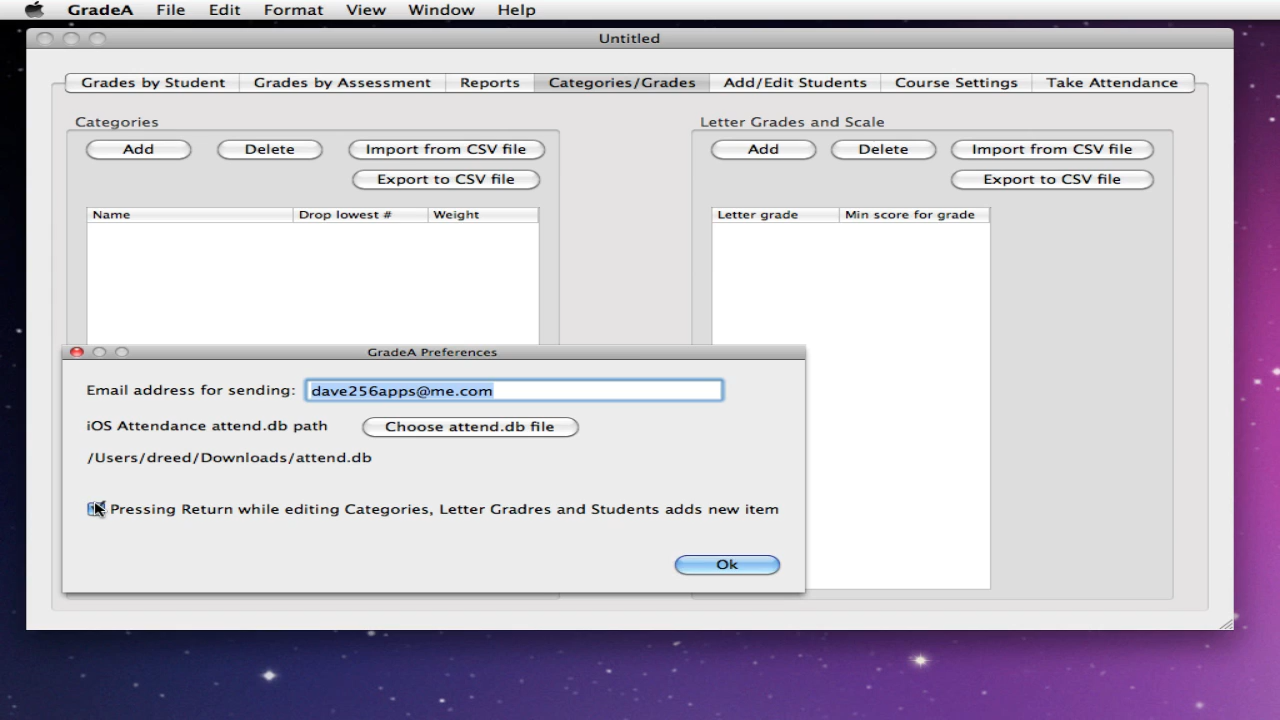 GradeA File Edit Format View Window Help
Untitled
Grades by Student Grades by Assessment Reports Categories/Grades Add/Edit Students Course Settings Take Attendance
Categories
Add Delete Import from CSV file
Export to CSV file
Name Drop lowest # Weight
Letter Grades and Scale
Add Delete Import from CSV file
Export to CSV file
Letter grade Min score for grade
GradeA Preferences
Email address for sending: dave256apps@me.com
iOS Attendance attend.db path Choose attend.db file
/Users/dreed/Downloads/attend.db
Pressing Return while editing Categories, Letter Gradres and Students adds new item
Ok